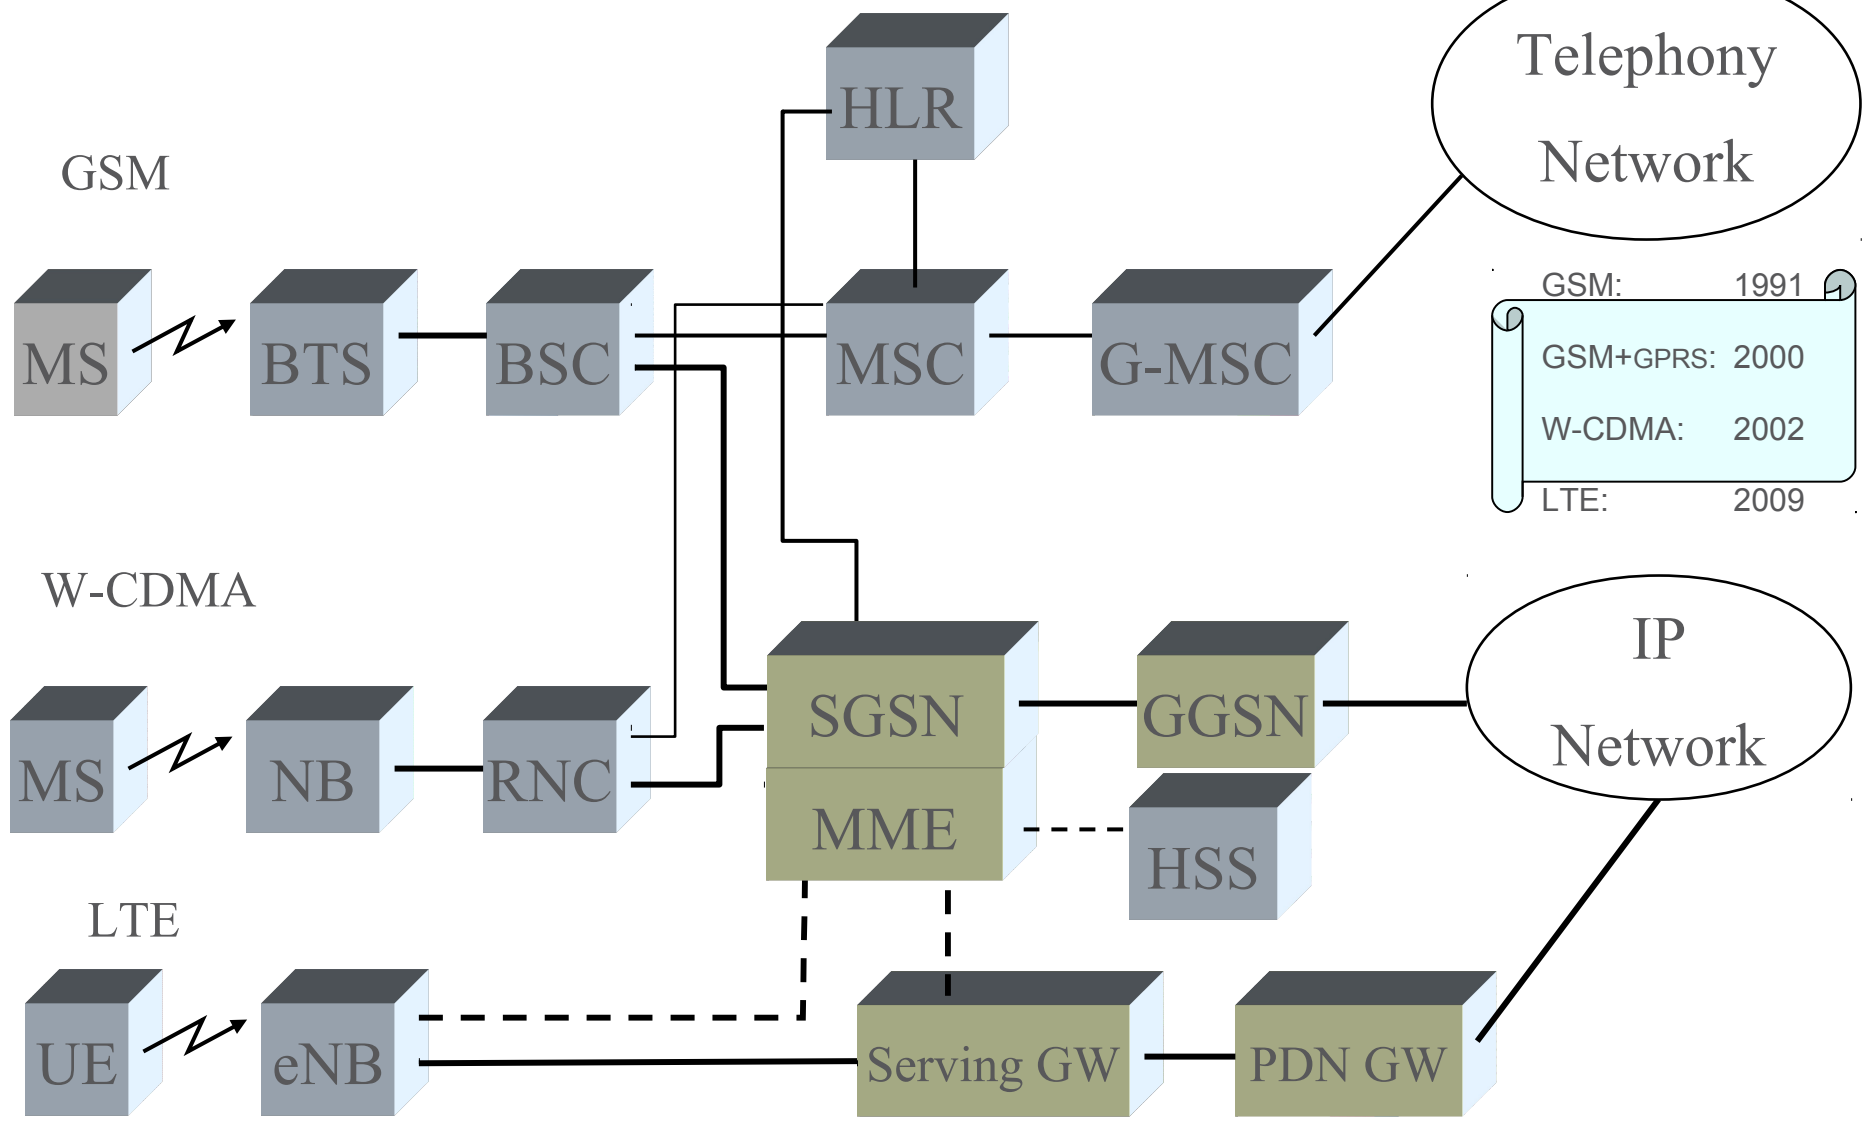 HLR
Telephony
Network
GSM
MS
BTS
BSC
MSC
G-MSC
GSM: 1991
GSM+GPRS: 2000
W-CDMA: 2002
LTE: 2009
W-CDMA
MS
NB
RNC
SGSN
GGSN
IP
Network
MME
HSS
LTE
UE
eNB
Serving GW
PDN GW